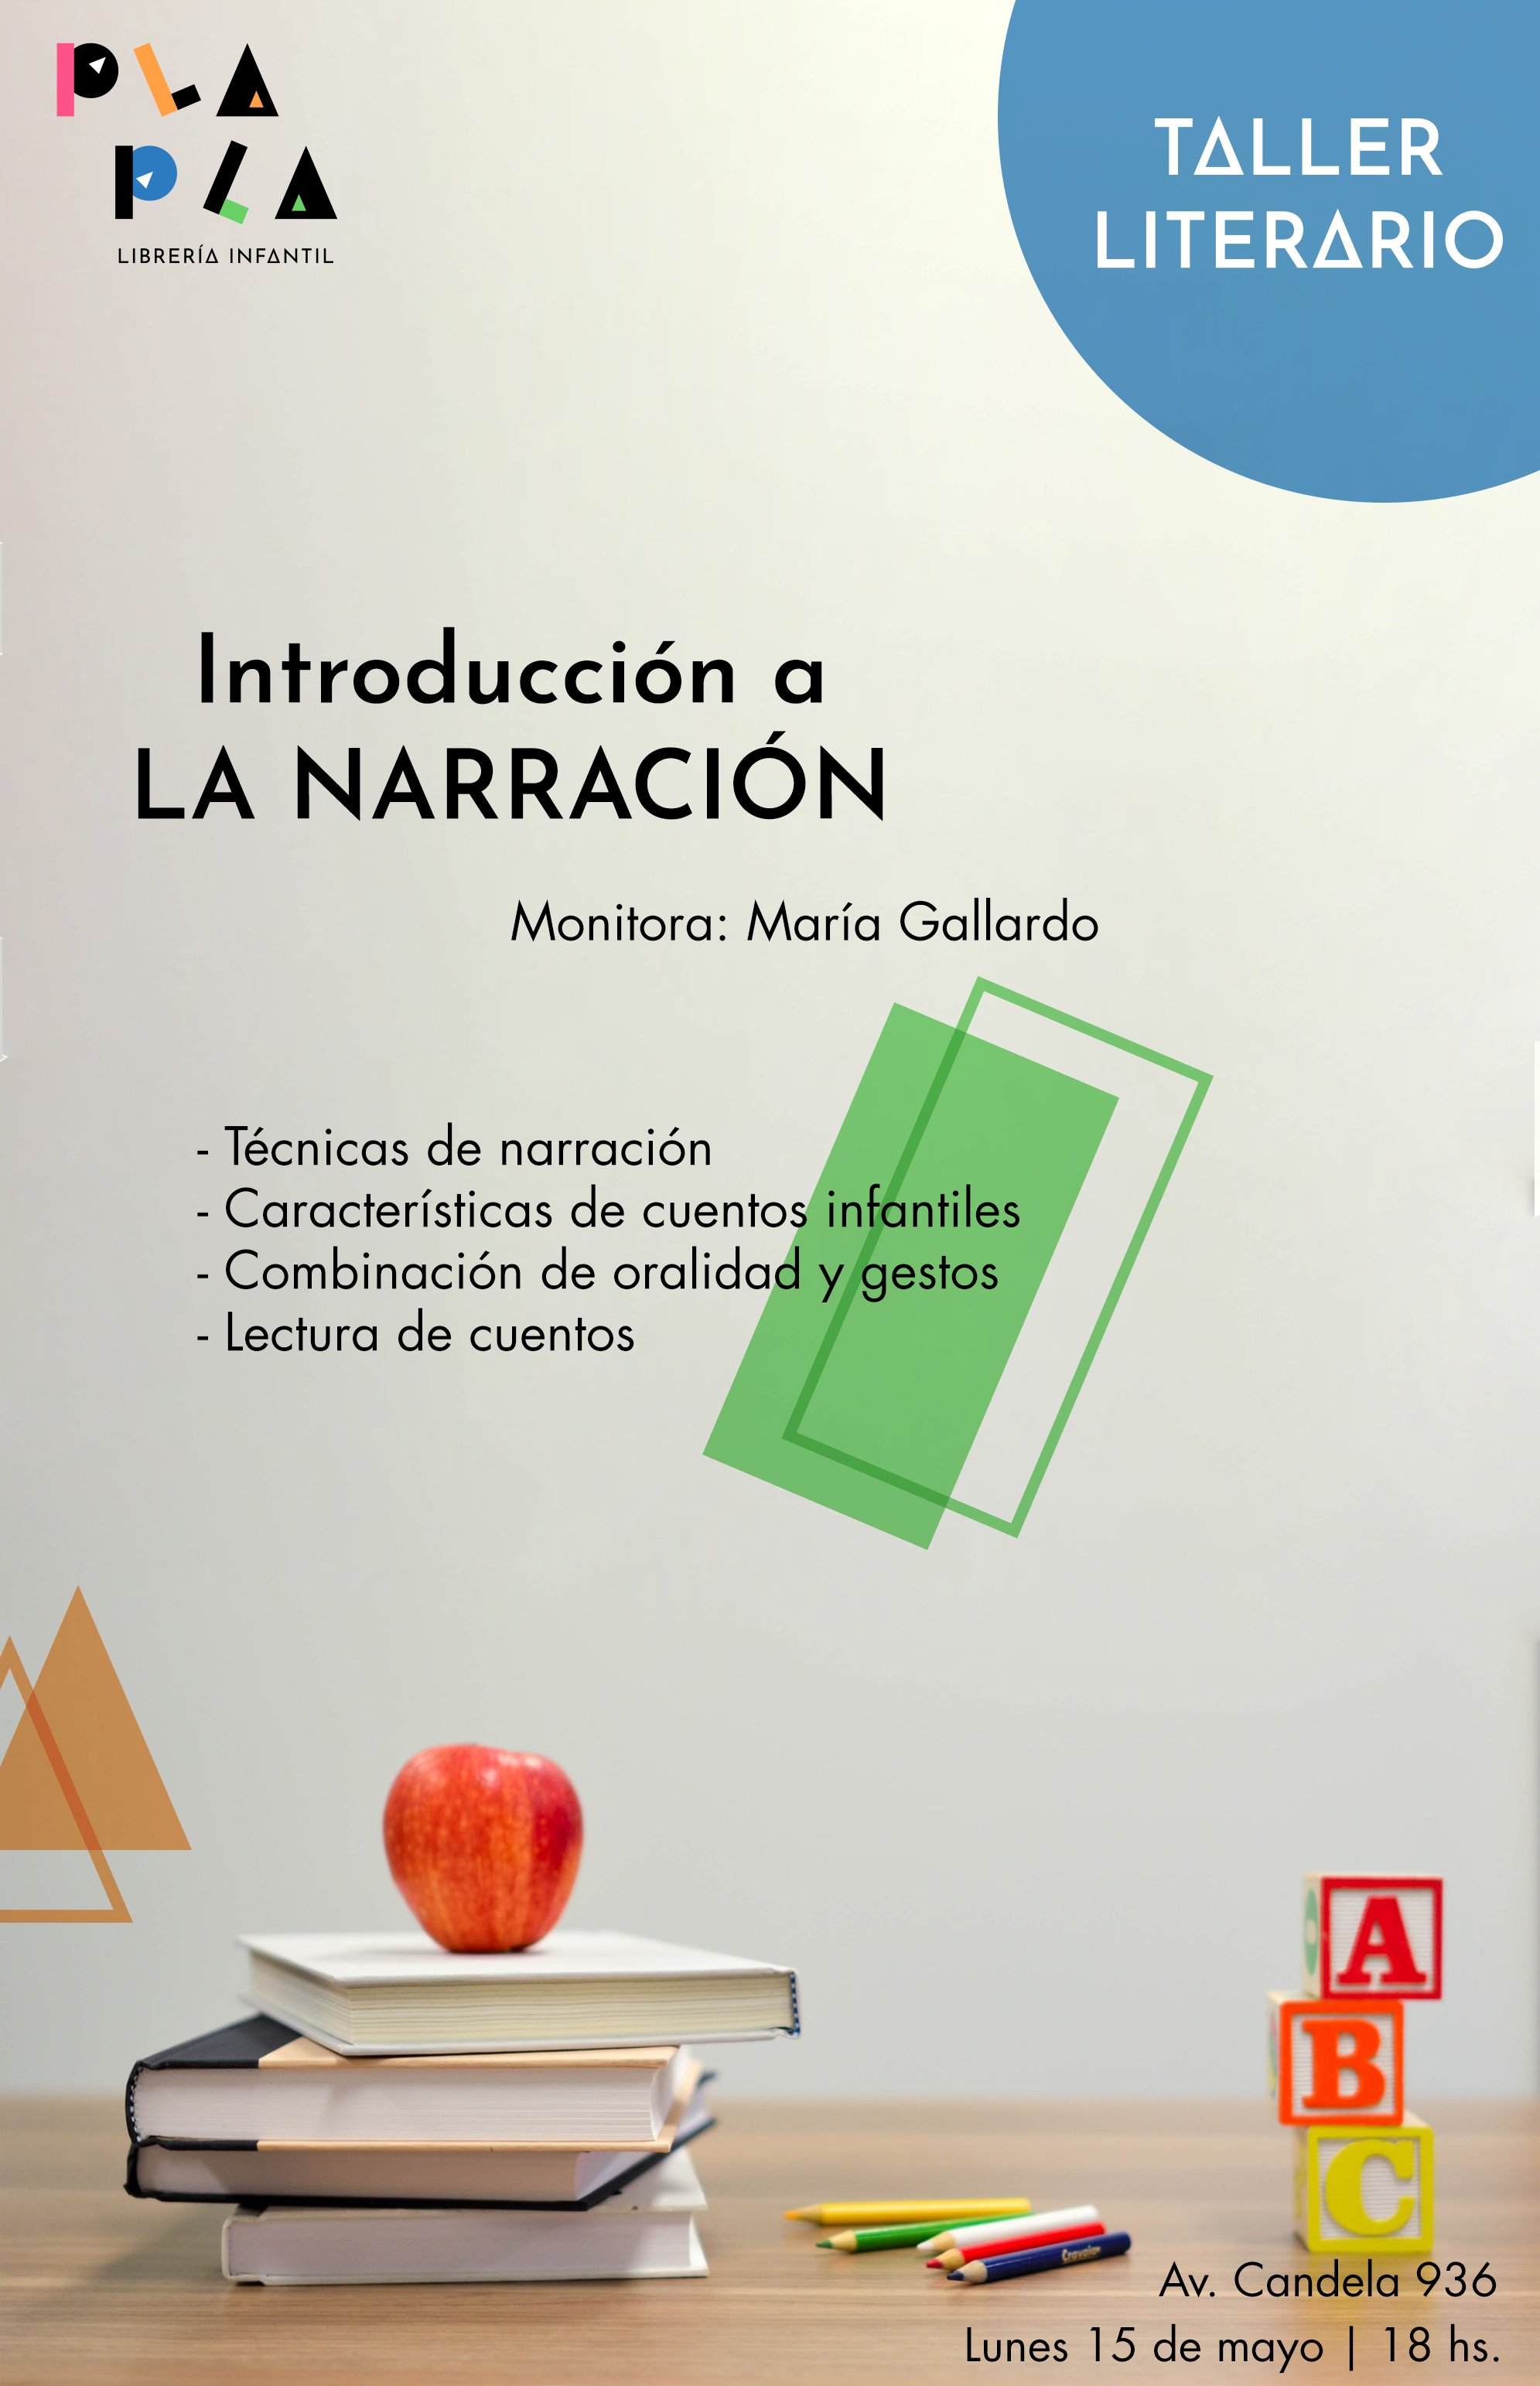 PLA
PLA
LIBRERÍA INFANTIL
TALLER
LITERARIO
Introducción a
LA NARRACIÓN
Monitora: María Gallardo
- Técnicas de narración
- Características de cuentos infantiles
- Combinación de oralidad y gestos
- Lectura de cuentos
A
B
C
Crayola
Av. Candela 936
Lunes 15 de mayo | 18 hs.